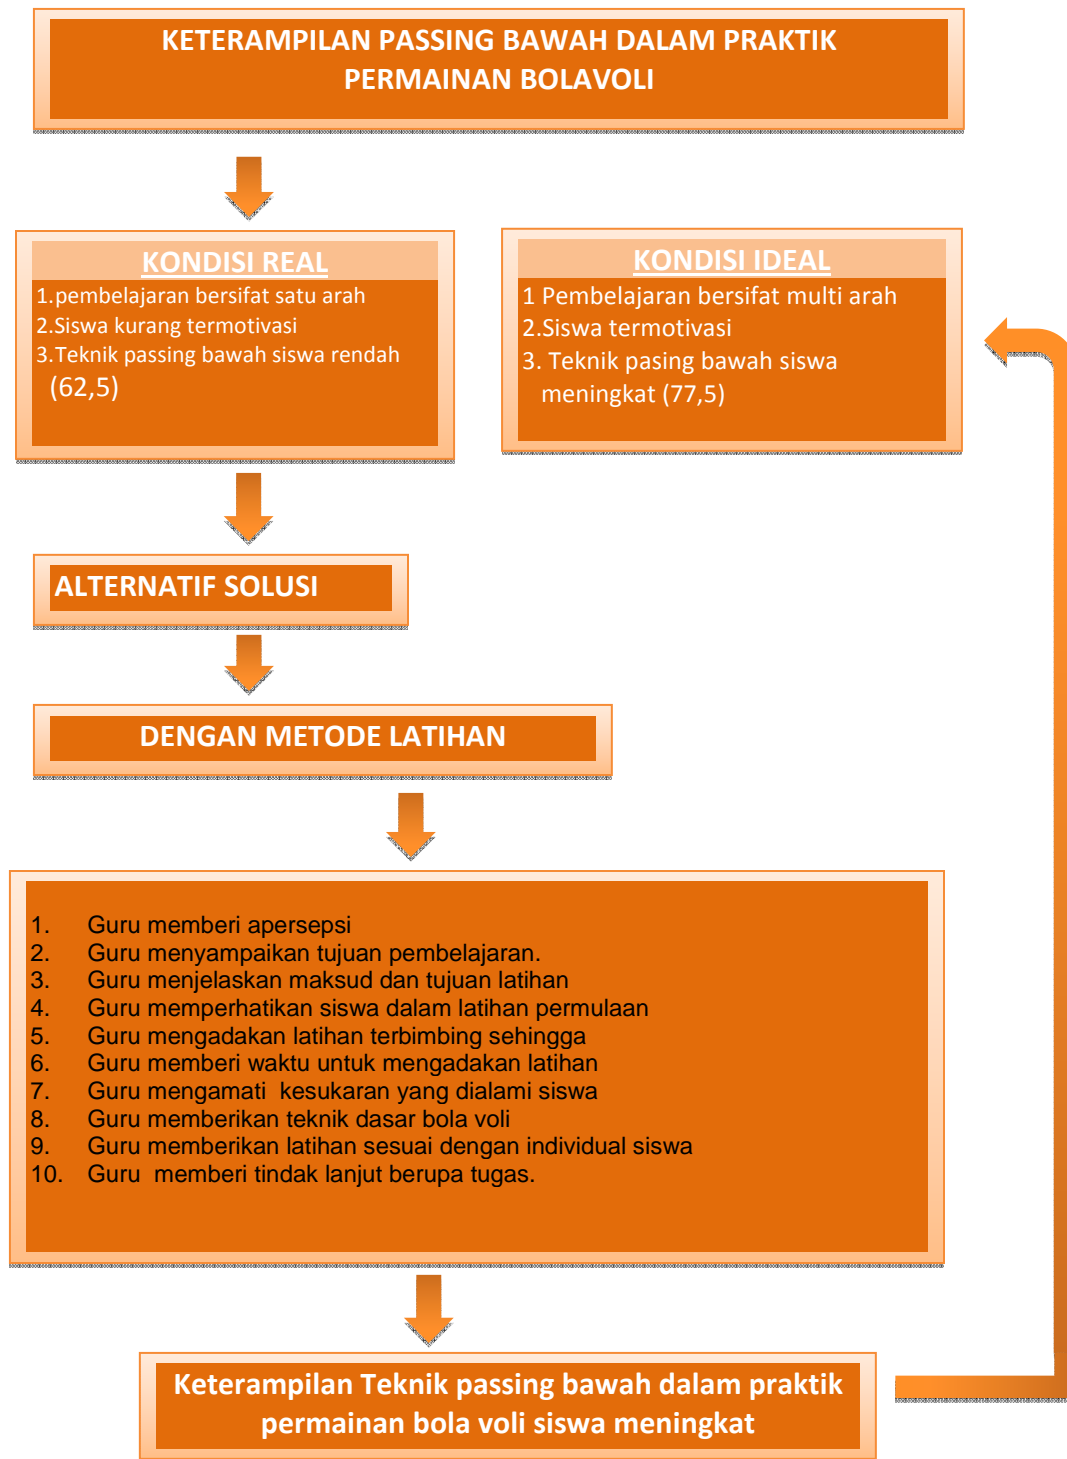 KETERAMPILAN PASSING BAWAH DALAM PRAKTIK
PERMAINAN BOLAVOLI
KONDISI REAL
1.pembelajaran bersifat satu arah
2.Siswa kurang termotivasi
3.Teknik passing bawah siswa rendah
(62,5)
KONDISI IDEAL
1 Pembelajaran bersifat multi arah
2.Siswa termotivasi
3. Teknik pasing bawah siswa
meningkat (77,5)
ALTERNATIF SOLUSI
DENGAN METODE LATIHAN
1. Guru memberi apersepsi
2. Guru menyampaikan tujuan pembelajaran.
3. Guru menjelaskan maksud dan tujuan latihan
4. Guru memperhatikan siswa dalam latihan permulaan
5. Guru mengadakan latihan terbimbing sehingga
6. Guru memberi waktu untuk mengadakan latihan
7. Guru mengamati  kesukaran yang dialami siswa
8. Guru memberikan teknik dasar bola voli
9. Guru memberikan latihan sesuai dengan individual siswa
10. Guru  memberi tindak lanjut berupa tugas.
Keterampilan Teknik passing bawah dalam praktik
permainan bola voli siswa meningkat